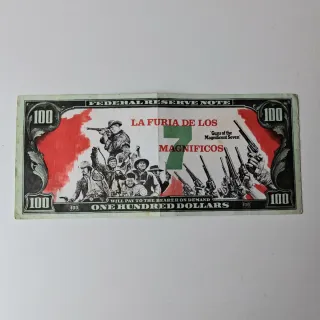 FEDERAL RESERVE NOTE
100
100
LA FURIA DE LOS
7
"Guns of the
Magnificent Seven"
MAGNIFICOS
WILL PAY TO THE BEARER ON DEMAND
100
100
ONE HUNDRED DOLLARS